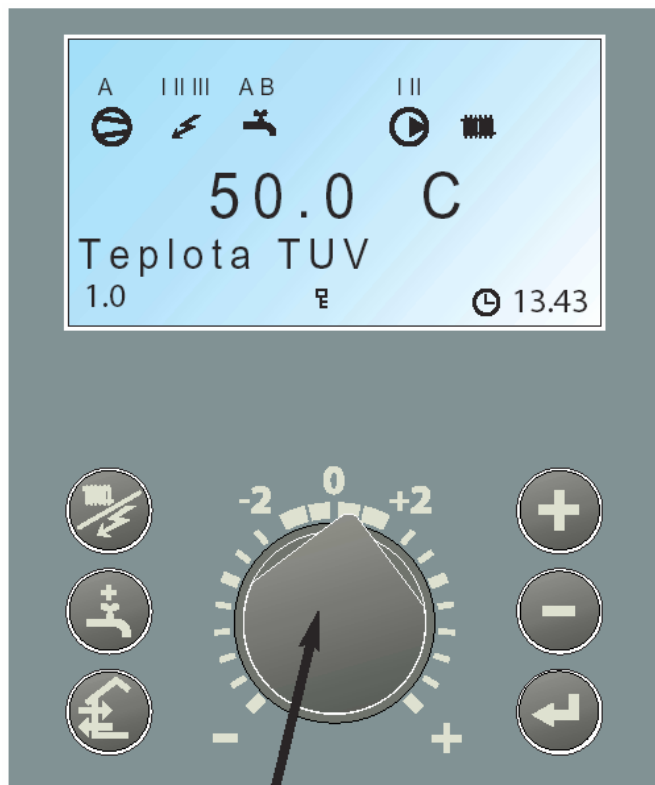 A I II III A B I II
50.0 C
Teplota TUV
1.0 13.43
-2 0 +2
- +